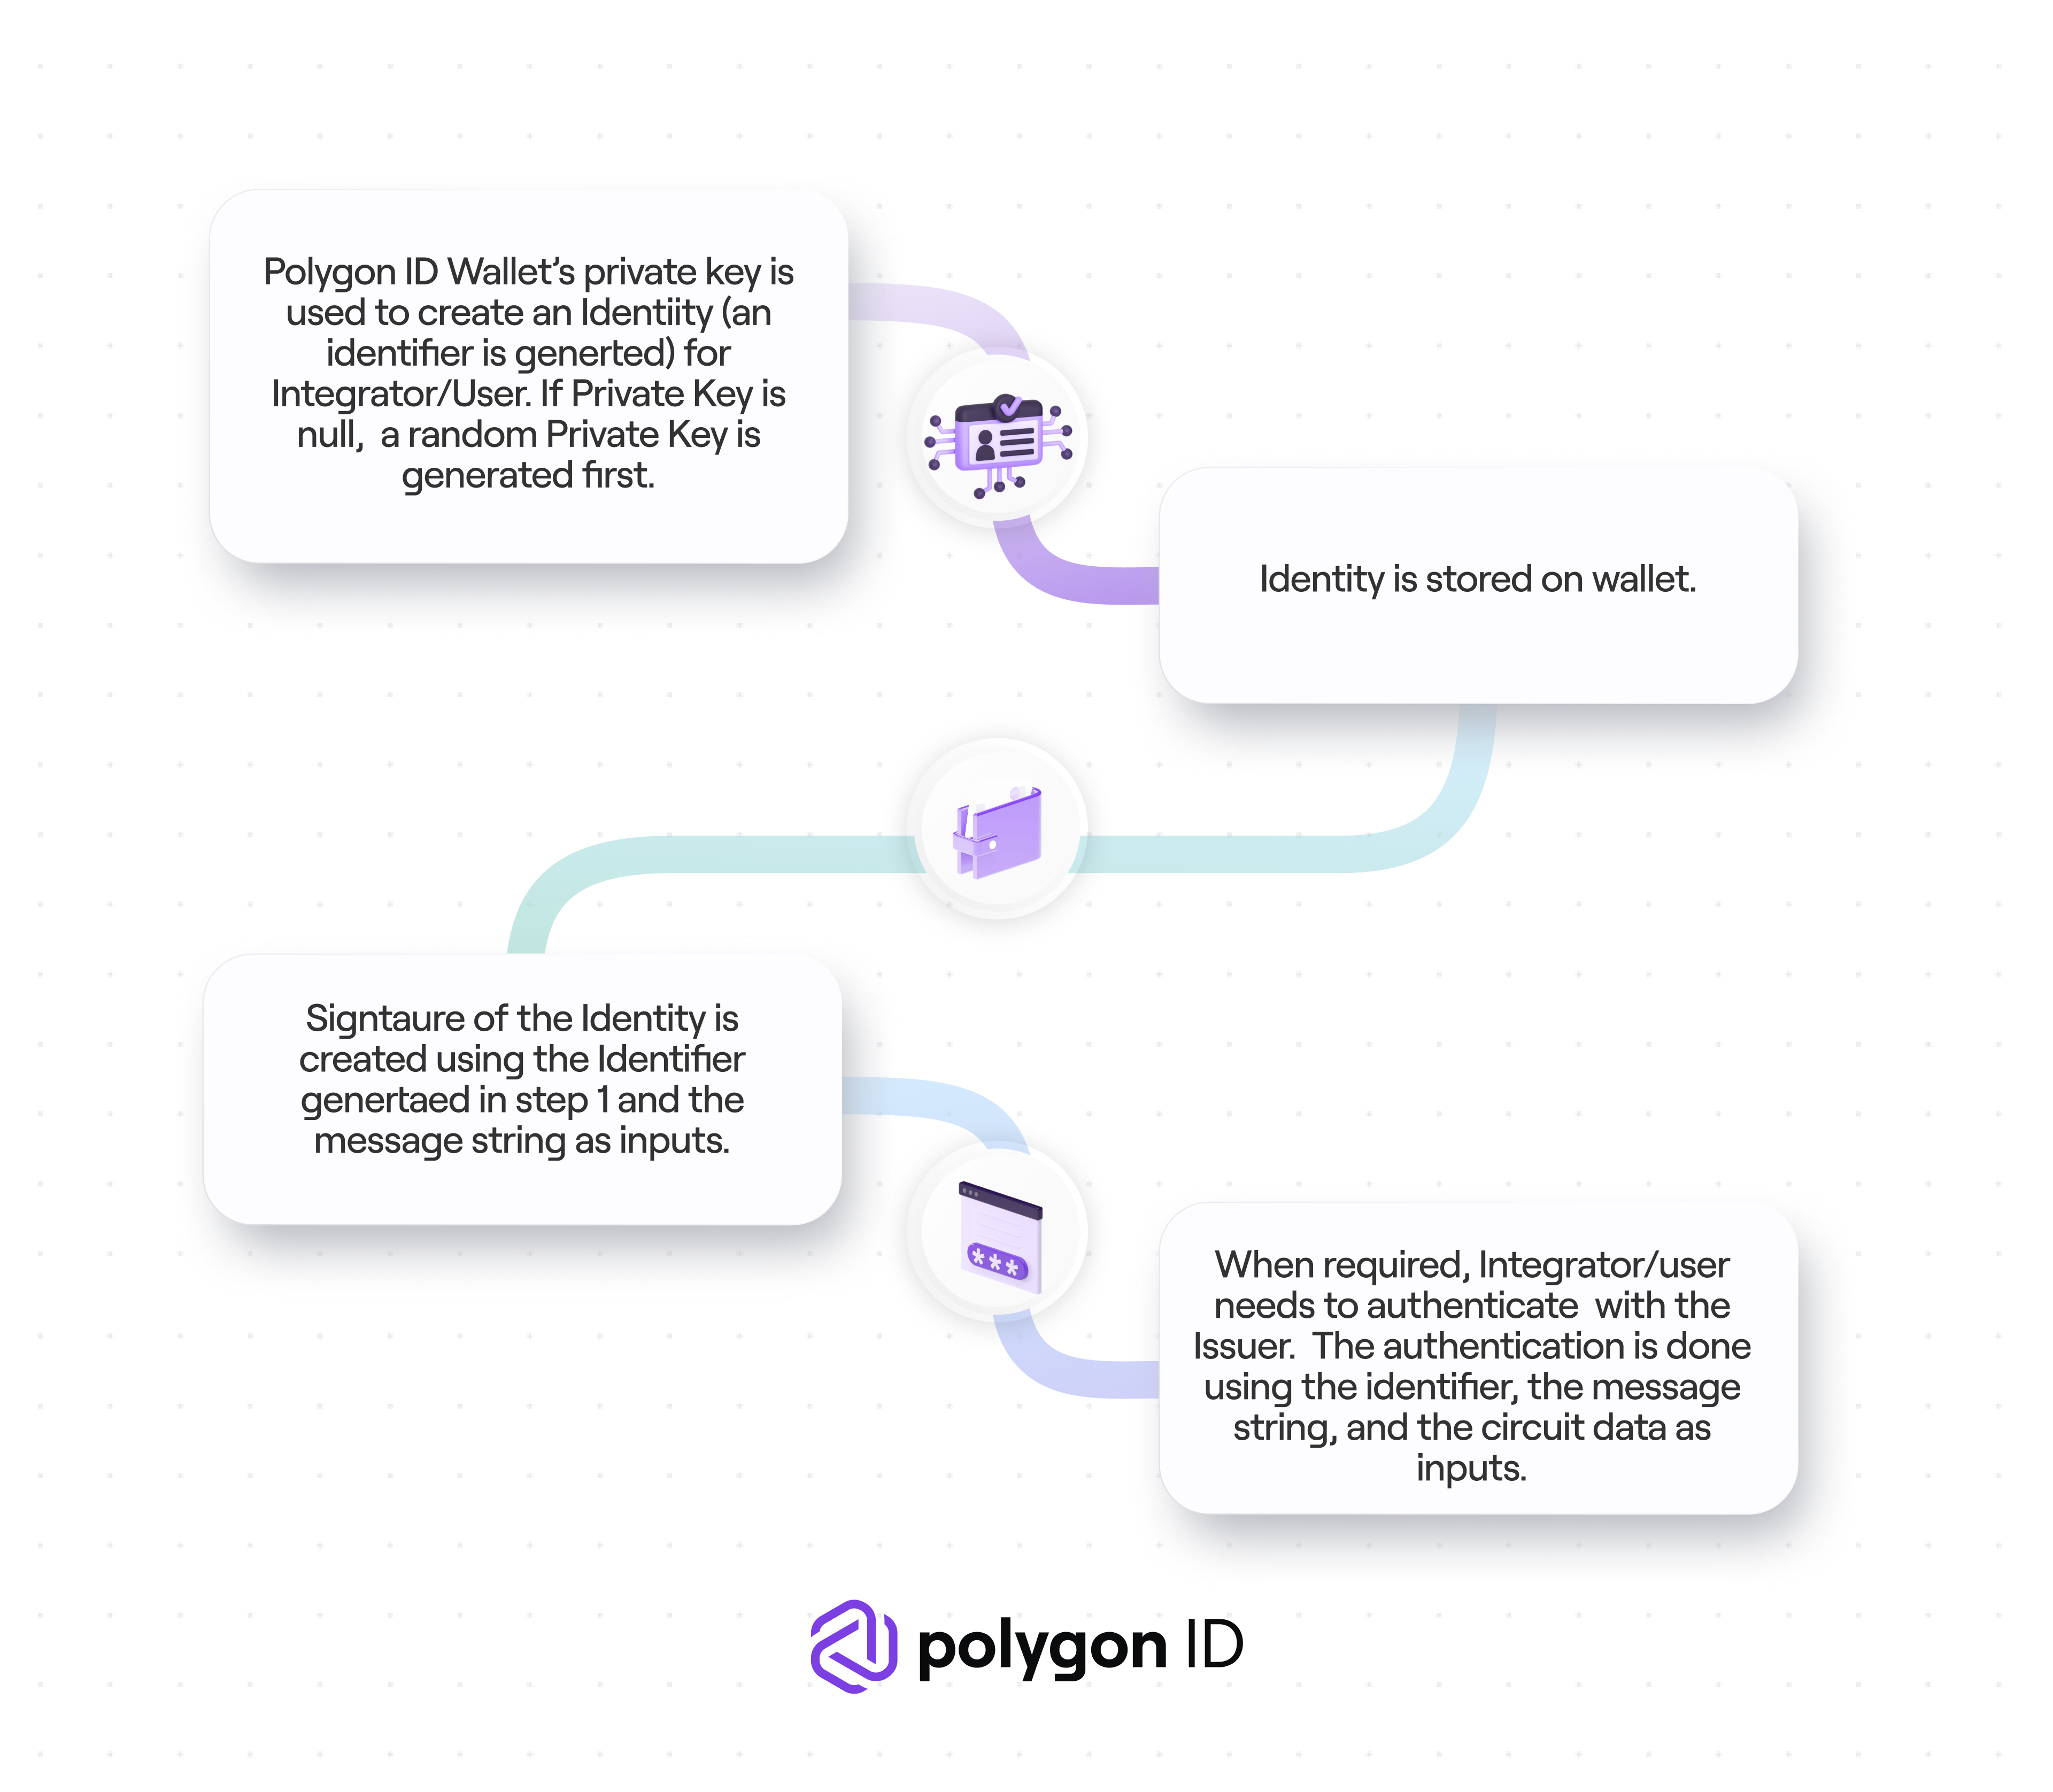 Polygon ID Wallet's private key is
used to create an Identiity (an
identifier is generted) for
Integrator/User. If Private Key is
null,  a random Private Key is
generated first.
Identity is stored on wallet.
Signtaure of the Identity is
created using the Identifier
genertaed in step 1 and the
message string as inputs.
When required, Integrator/user
needs to authenticate  with the
Issuer.  The authentication is done
using the identifier, the message
string, and the circuit data as
inputs.
polygon ID